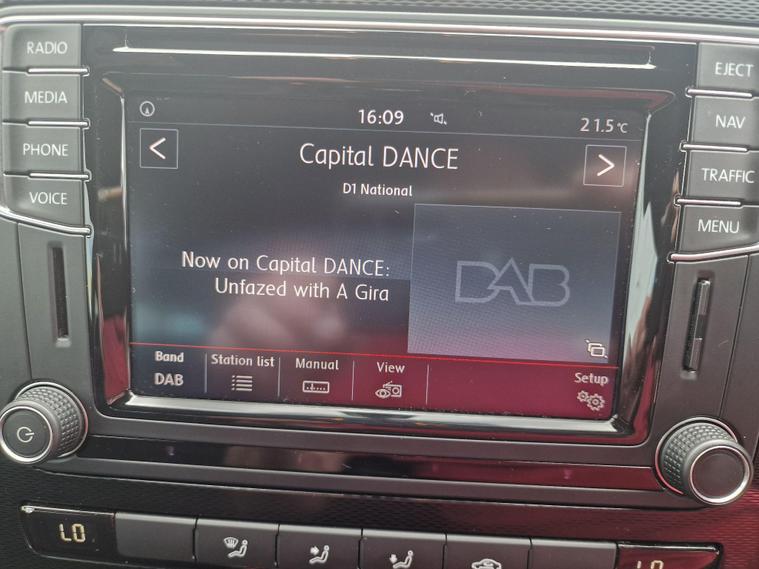 RADIO
MEDIA
PHONE
VOICE
EJECT
NAV
TRAFFIC
MENU
16:09
21.5°C
Capital DANCE
D1 National
Now on Capital DANCE:
Unfazed with A Gira
DAB
Band
DAB
Station list
Manual
View
Setup
LO
LO